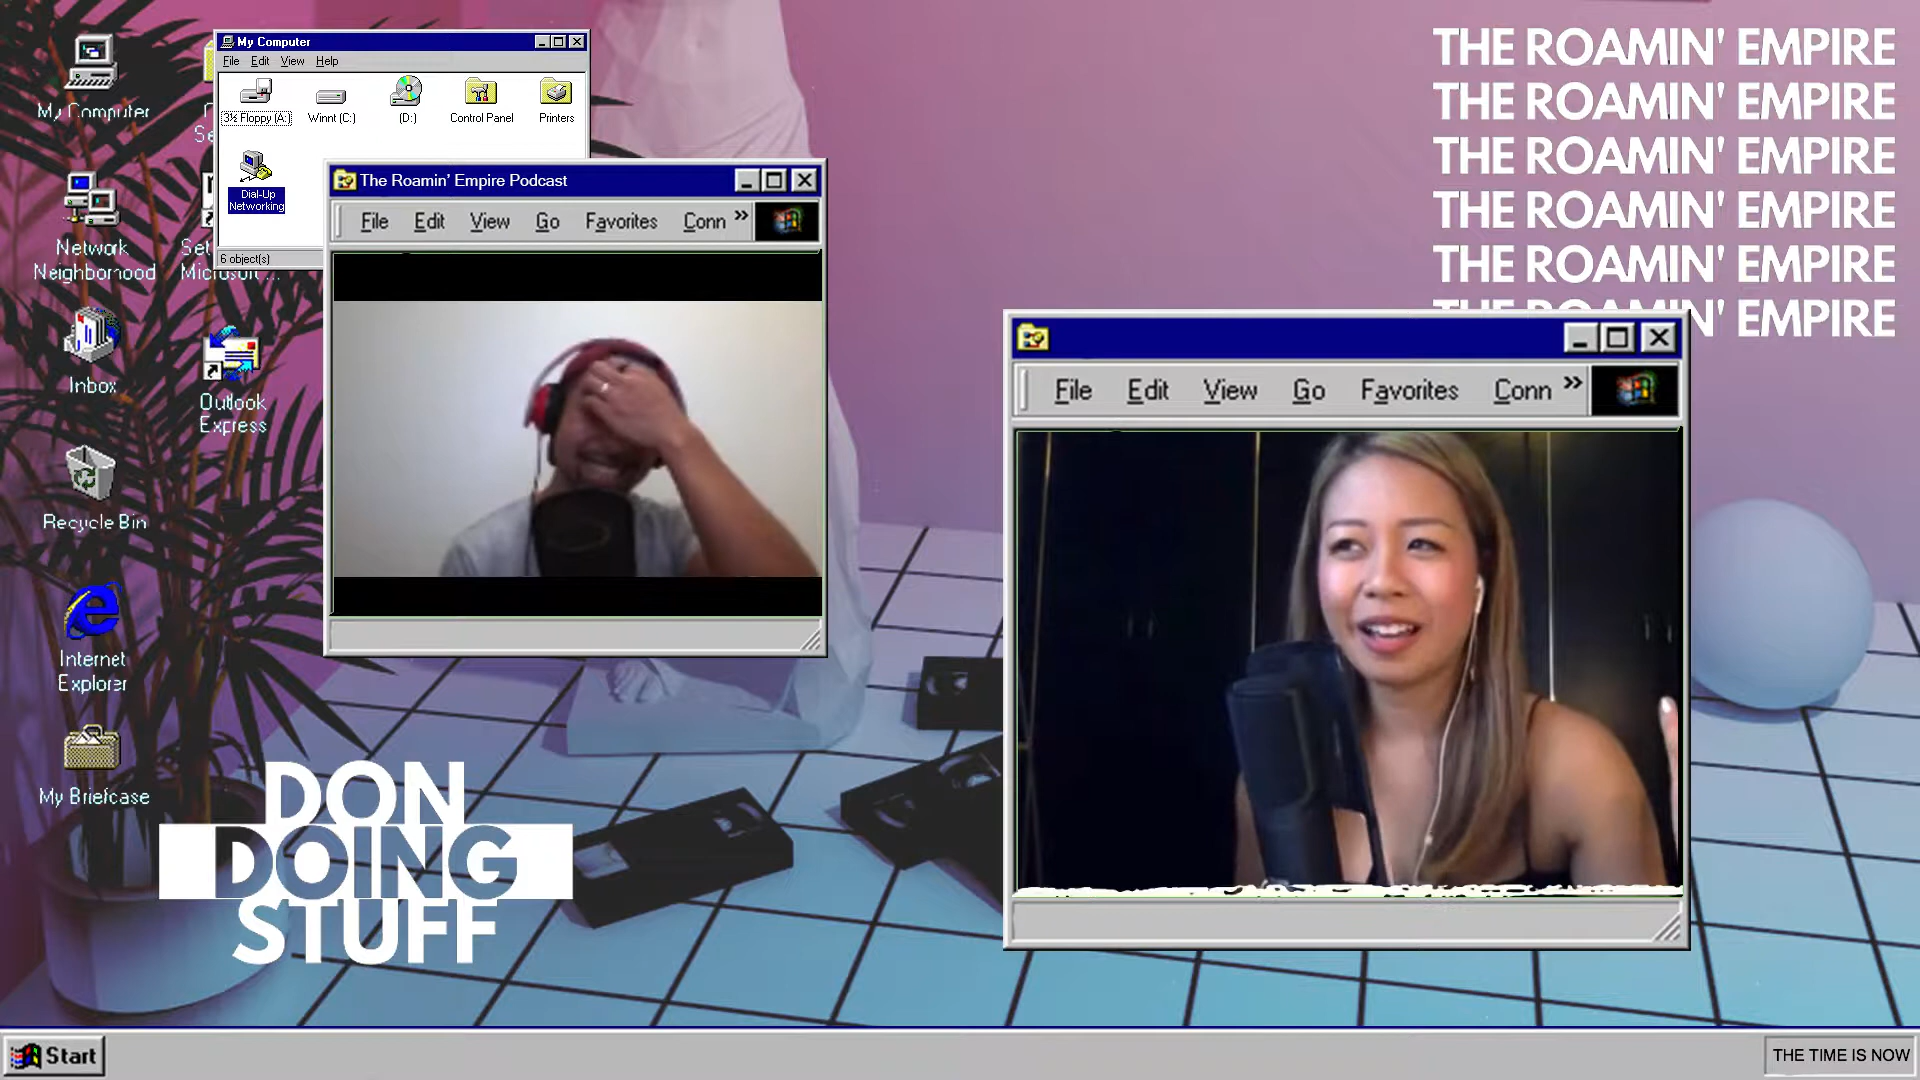 My Computer
Network
Neighborhood
Inbox
Recycle Bin
Internet
Explorer
My Briefcase
Set
Outlook
Express
My Computer
File Edit View Help
3½ Floppy (A:) Winnt (C:) (D:) Control Panel Printers
Dial-Up
Networking
6 object(s)
The Roamin' Empire Podcast
File Edit View Go Favorites Conn »
THE ROAMIN' EMPIRE
THE ROAMIN' EMPIRE
THE ROAMIN' EMPIRE
THE ROAMIN' EMPIRE
THE ROAMIN' EMPIRE
THE ROAMIN' EMPIRE
File Edit View Go Favorites Conn »
DON
DOING
STUFF
Start
THE TIME IS NOW